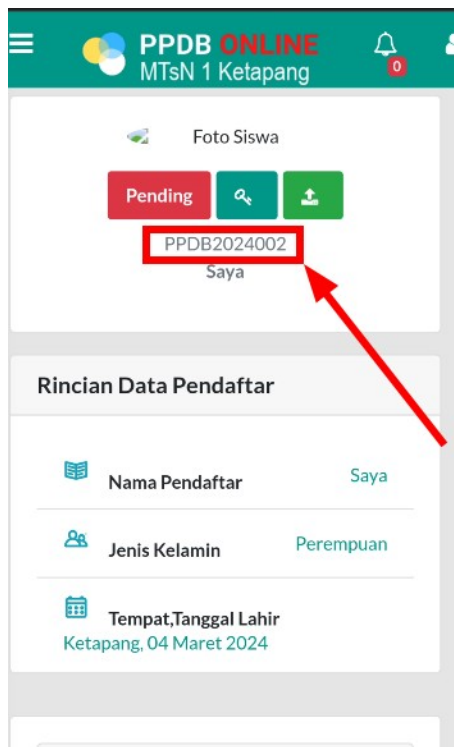 PPDB ONLINE
MTsN 1 Ketapang
0
Foto Siswa
Pending
PPDB2024002
Saya
Rincian Data Pendaftar
Nama Pendaftar Saya
Jenis Kelamin Perempuan
Tempat,Tanggal Lahir
Ketapang, 04 Maret 2024